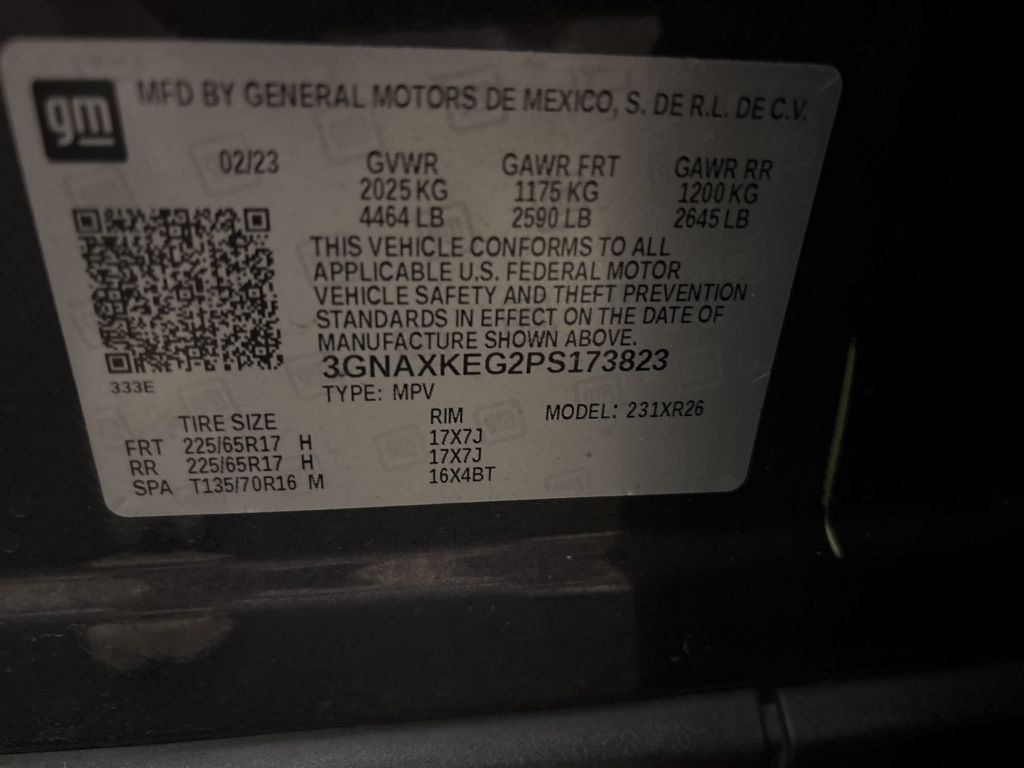 gm
MFD BY GENERAL MOTORS DE MEXICO, S. DE R.L. DE C.V.
02/23 GVWR GAWR FRT GAWR RR
2025 KG 1175 KG 1200 KG
4464 LB 2590 LB 2645 LB
THIS VEHICLE CONFORMS TO ALL
APPLICABLE U.S. FEDERAL MOTOR
VEHICLE SAFETY AND THEFT PREVENTION
STANDARDS IN EFFECT ON THE DATE OF
MANUFACTURE SHOWN ABOVE.
3GNAXKEG2PS173823
333E
TYPE: MPV
TIRE SIZE RIM MODEL: 231XR26
FRT 225/65R17 H 17X7J
RR 225/65R17 H 17X7J
SPA T135/70R16 M 16X4BT